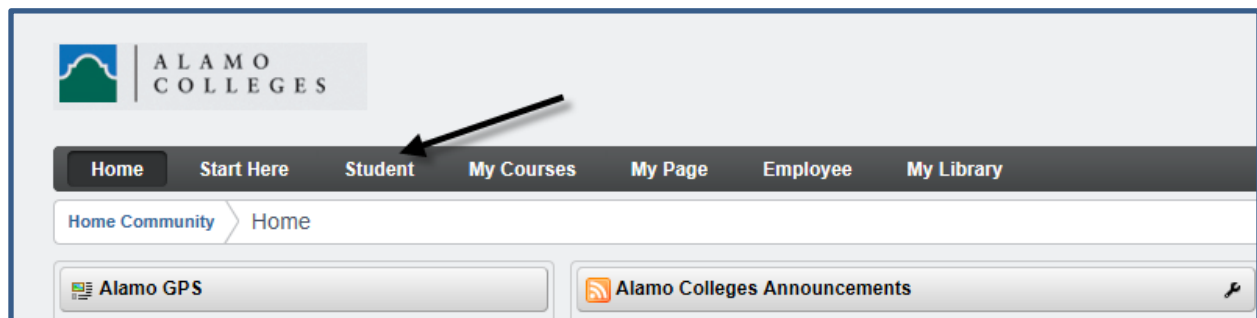 ALAMO
COLLEGES
Home Start Here Student My Courses My Page Employee My Library
Home Community Home
Alamo GPS Alamo Colleges Announcements